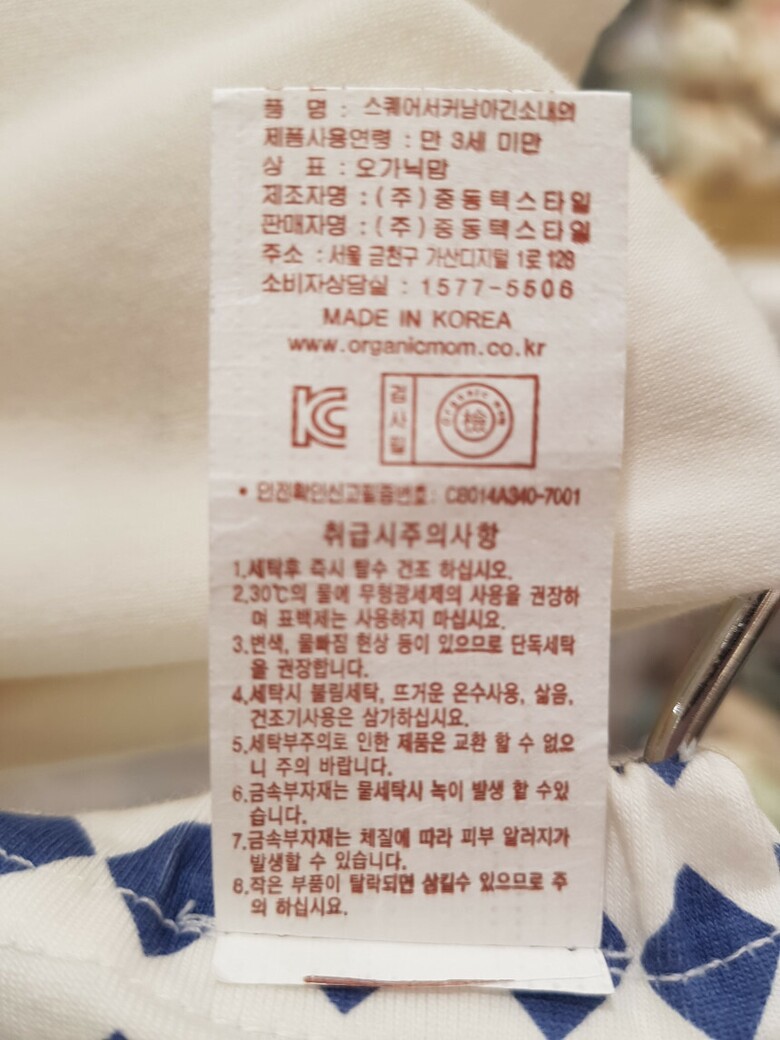 품 명 : 스퀘어서커남아긴소내의
제품사용연령 : 만 3세 미만
상 표 : 오가닉맘
제조자명 : (주) 중동텍스타일
판매자명 : (주) 중동텍스타일
주소 : 서울 금천구 가산디지털 1로 128
소비자상담실 : 1577-5506
MADE IN KOREA
www.organicmom.co.kr
검사필
organic mom
檢
• 안전확인신고필증번호: CB014A340-7001
취급시주의사항
1.세탁후 즉시 탈수 건조 하십시오.
2.30℃의 물에 무형광세제의 사용을 권장하
며 표백제는 사용하지 마십시요.
3.변색, 물빠짐 현상 등이 있으므로 단독세탁
을 권장합니다.
4.세탁시 불림세탁, 뜨거운 온수사용, 삶음,
건조기사용은 삼가하십시요.
5.세탁부주의로 인한 제품은 교환 할 수 없으
니 주의 바랍니다.
6.금속부자재는 물세탁시 녹이 발생 할 수있
습니다.
7.금속부자재는 체질에 따라 피부 알러지가
발생할 수 있습니다.
8.작은 부품이 탈락되면 삼킬수 있으므로 주
의 하십시요.